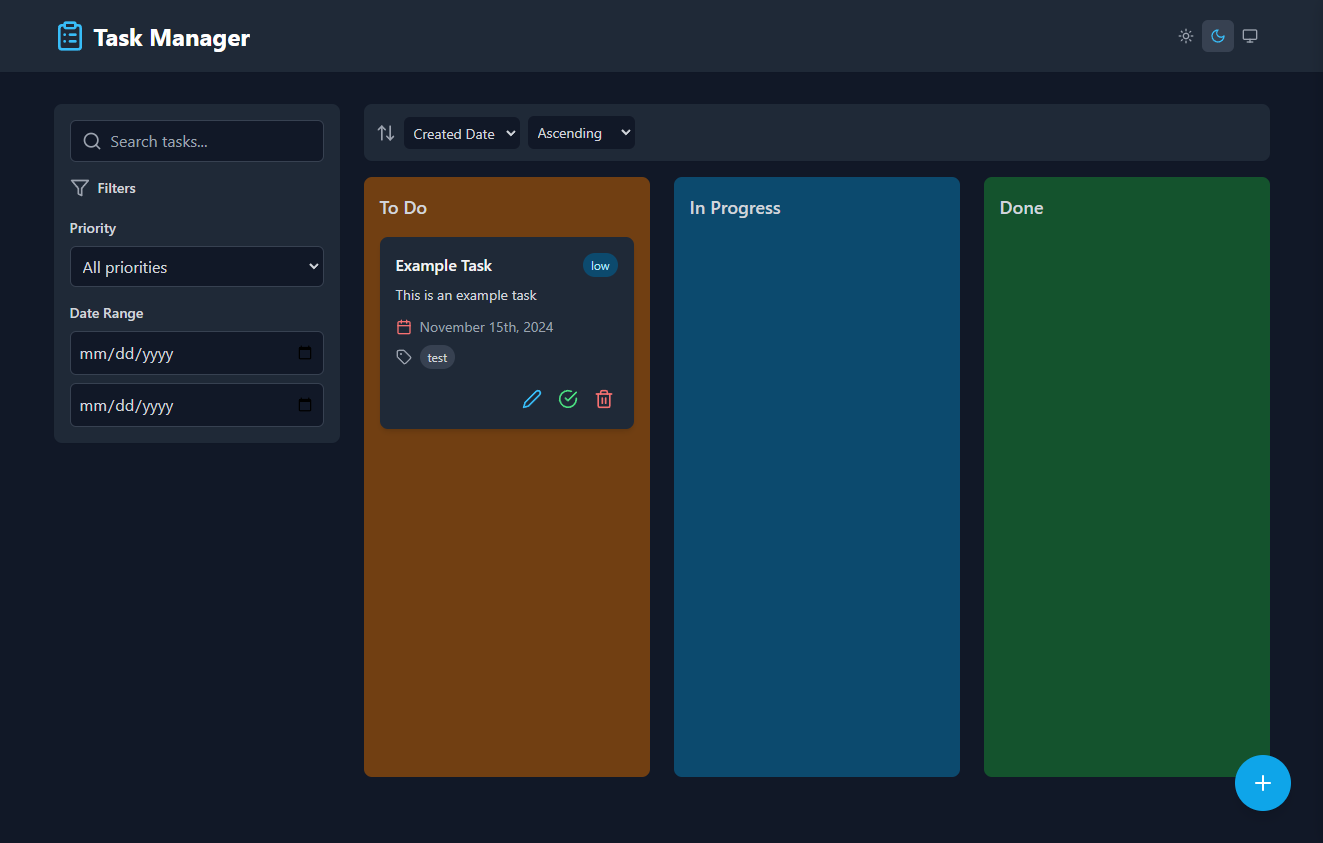 Task Manager
Search tasks...
Filters
Priority
All priorities
Date Range
mm/dd/yyyy
mm/dd/yyyy
Created Date
Ascending
To Do
Example Task
low
This is an example task
November 15th, 2024
test
In Progress
Done